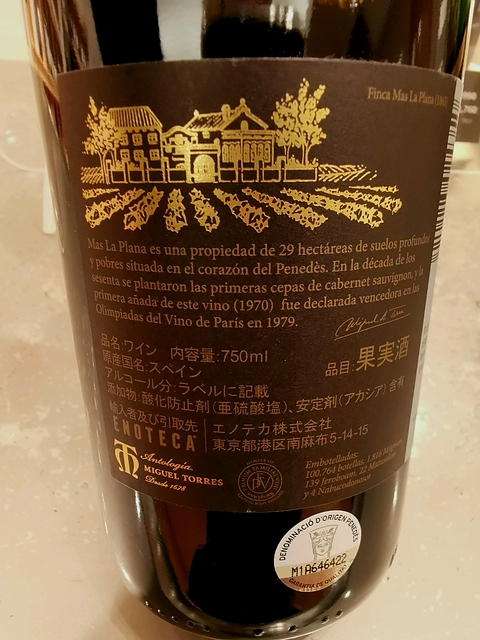 Finca Mas La Plana
Mas La Plana es una propiedad de 29 hectáreas de suelos profundos
y pobres situada en el corazón del Penedès. En la década de los
sesenta se plantaron las primeras cepas de cabernet sauvignon, y la
primera añada de este vino (1970) fue declarada vencedora en las
Olimpiadas del Vino de París en 1979.
品名:ワイン 内容量:750ml
原産国名:スペイン 品目:果実酒
アルコール分:ラベルに記載
添加物:酸化防止剤(亜硫酸塩)、安定剤(アカシア)含有
輸入者及び引取先 エノテカ株式会社
ENOTECA 東京都港区南麻布5-14-15
Antología
MIGUEL TORRES
Desde 1678
Embotelladas:
100.764 botellas, 1.816 Mágnum,
139 Jeroboam, 22 Matusalem
y 4 Nabucodonosor
DENOMINACIÓ D'ORIGEN PENEDÈS
M1A646422
GARANTIA DE QUALITAT